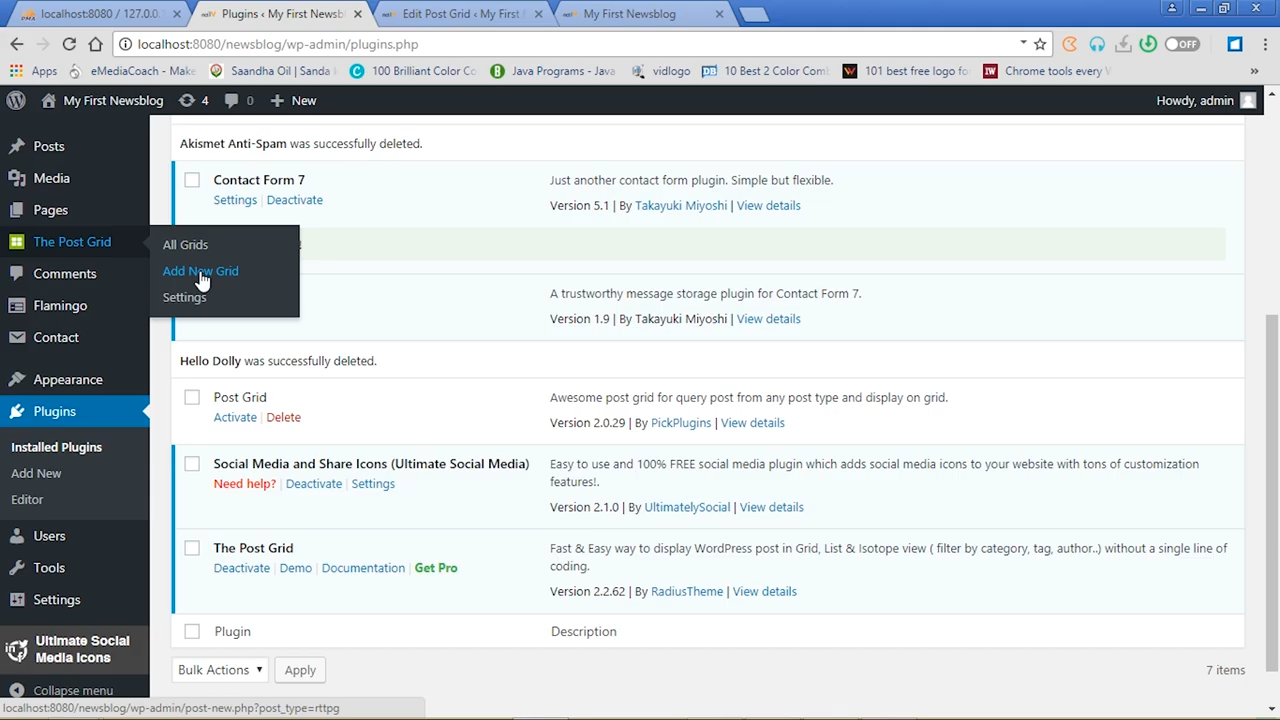 localhost:8080 / 127.0.0.
Plugins ‹ My First Newsbl
Edit Post Grid ‹ My First
My First Newsblog
localhost:8080/newsblog/wp-admin/plugins.php
OFF
Apps
eMediaCoach - Make
Saandha Oil | Sanda
100 Brilliant Color Co
Java Programs - Java
vidlogo
10 Best 2 Color Comb
101 best free logo fo
Chrome tools every
My First Newsblog
4
0
New
Howdy, admin
Posts
Media
Pages
The Post Grid
Comments
Flamingo
Contact
Appearance
Plugins
Installed Plugins
Add New
Editor
Users
Tools
Settings
Ultimate Social
Media Icons
Collapse menu
All Grids
Add New Grid
Settings
Akismet Anti-Spam was successfully deleted.
Contact Form 7
Settings | Deactivate
Just another contact form plugin. Simple but flexible.
Version 5.1 | By Takayuki Miyoshi | View details
A trustworthy message storage plugin for Contact Form 7.
Version 1.9 | By Takayuki Miyoshi | View details
Hello Dolly was successfully deleted.
Post Grid
Activate | Delete
Awesome post grid for query post from any post type and display on grid.
Version 2.0.29 | By PickPlugins | View details
Social Media and Share Icons (Ultimate Social Media)
Need help? | Deactivate | Settings
Easy to use and 100% FREE social media plugin which adds social media icons to your website with tons of customization
features!.
Version 2.1.0 | By UltimatelySocial | View details
The Post Grid
Deactivate | Demo | Documentation | Get Pro
Fast & Easy way to display WordPress post in Grid, List & Isotope view ( filter by category, tag, author..) without a single line of
coding.
Version 2.2.62 | By RadiusTheme | View details
Plugin
Description
Bulk Actions
Apply
7 items
localhost:8080/newsblog/wp-admin/post-new.php?post_type=rttpg